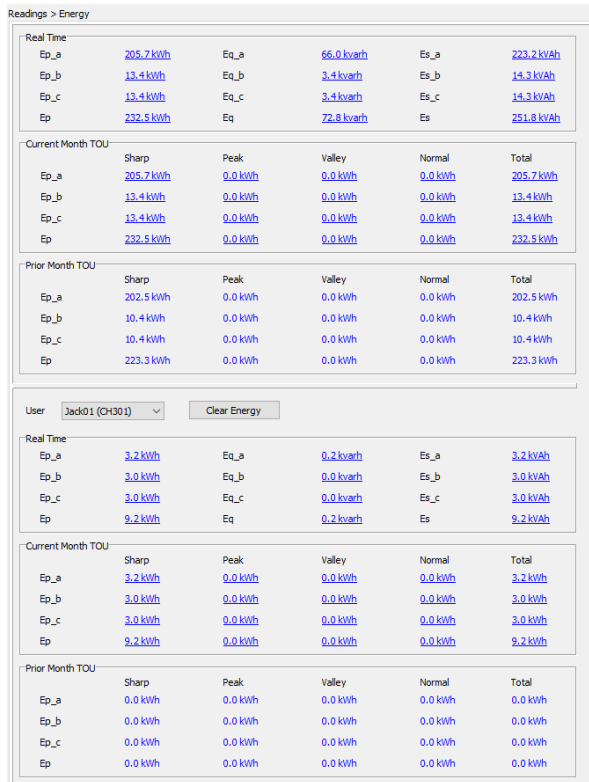 Readings > Energy
Real Time
Ep_a 205.7 kWh Eq_a 66.0 kvarh Es_a 223.2 kVAh
Ep_b 13.4 kWh Eq_b 3.4 kvarh Es_b 14.3 kVAh
Ep_c 13.4 kWh Eq_c 3.4 kvarh Es_c 14.3 kVAh
Ep 232.5 kWh Eq 72.8 kvarh Es 251.8 kVAh
Current Month TOU
Sharp Peak Valley Normal Total
Ep_a 205.7 kWh 0.0 kWh 0.0 kWh 0.0 kWh 205.7 kWh
Ep_b 13.4 kWh 0.0 kWh 0.0 kWh 0.0 kWh 13.4 kWh
Ep_c 13.4 kWh 0.0 kWh 0.0 kWh 0.0 kWh 13.4 kWh
Ep 232.5 kWh 0.0 kWh 0.0 kWh 0.0 kWh 232.5 kWh
Prior Month TOU
Sharp Peak Valley Normal Total
Ep_a 202.5 kWh 0.0 kWh 0.0 kWh 0.0 kWh 202.5 kWh
Ep_b 10.4 kWh 0.0 kWh 0.0 kWh 0.0 kWh 10.4 kWh
Ep_c 10.4 kWh 0.0 kWh 0.0 kWh 0.0 kWh 10.4 kWh
Ep 223.3 kWh 0.0 kWh 0.0 kWh 0.0 kWh 223.3 kWh
User Jack01 (CH301) Clear Energy
Real Time
Ep_a 3.2 kWh Eq_a 0.2 kvarh Es_a 3.2 kVAh
Ep_b 3.0 kWh Eq_b 0.0 kvarh Es_b 3.0 kVAh
Ep_c 3.0 kWh Eq_c 0.0 kvarh Es_c 3.0 kVAh
Ep 9.2 kWh Eq 0.2 kvarh Es 9.2 kVAh
Current Month TOU
Sharp Peak Valley Normal Total
Ep_a 3.2 kWh 0.0 kWh 0.0 kWh 0.0 kWh 3.2 kWh
Ep_b 3.0 kWh 0.0 kWh 0.0 kWh 0.0 kWh 3.0 kWh
Ep_c 3.0 kWh 0.0 kWh 0.0 kWh 0.0 kWh 3.0 kWh
Ep 9.2 kWh 0.0 kWh 0.0 kWh 0.0 kWh 9.2 kWh
Prior Month TOU
Sharp Peak Valley Normal Total
Ep_a 0.0 kWh 0.0 kWh 0.0 kWh 0.0 kWh 0.0 kWh
Ep_b 0.0 kWh 0.0 kWh 0.0 kWh 0.0 kWh 0.0 kWh
Ep_c 0.0 kWh 0.0 kWh 0.0 kWh 0.0 kWh 0.0 kWh
Ep 0.0 kWh 0.0 kWh 0.0 kWh 0.0 kWh 0.0 kWh